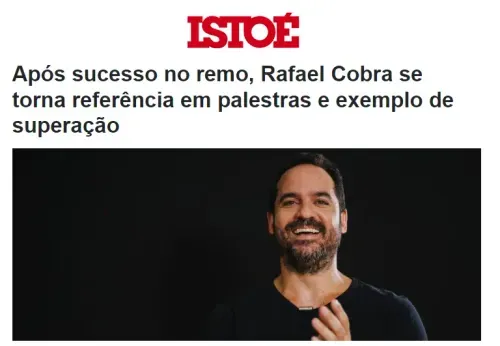 ISTOÉ
Após sucesso no remo, Rafael Cobra se
torna referência em palestras e exemplo de
superação